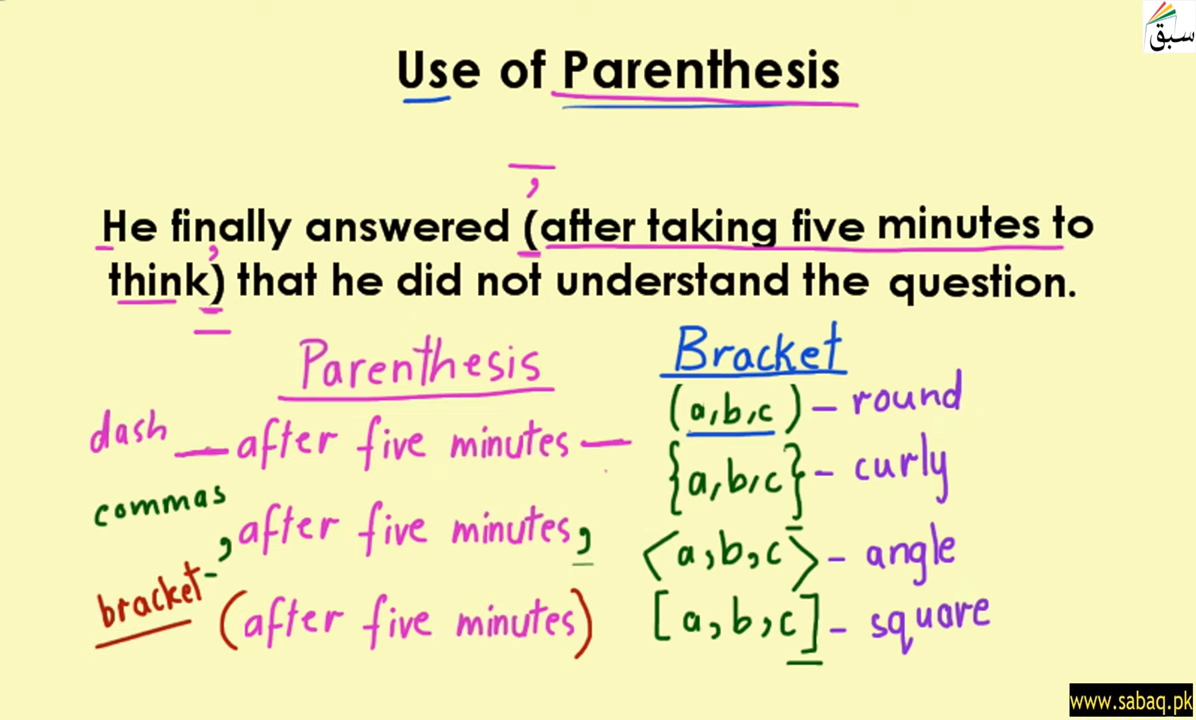 سبق
Use of Parenthesis
— ,
He finally answered (after taking five minutes to
think) that he did not understand the question.
Parenthesis
Bracket
dash — after five minutes —
(a,b,c) - round
{a,b,c} - curly
commas
, after five minutes,
<a,b,c> - angle
bracket - (after five minutes)
[a,b,c] - square
www.sabaq.pk